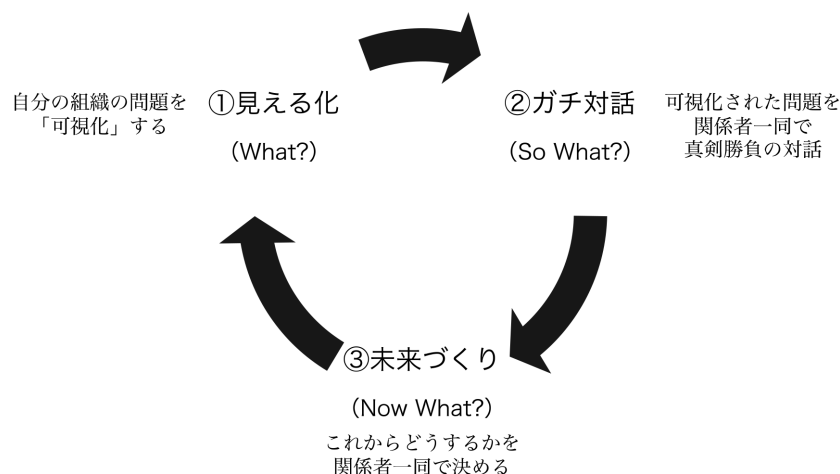 自分の組織の問題を
「可視化」する
①見える化
(What?)
②ガチ対話
(So What?)
可視化された問題を
関係者一同で
真剣勝負の対話
③未来づくり
(Now What?)
これからどうするかを
関係者一同で決める